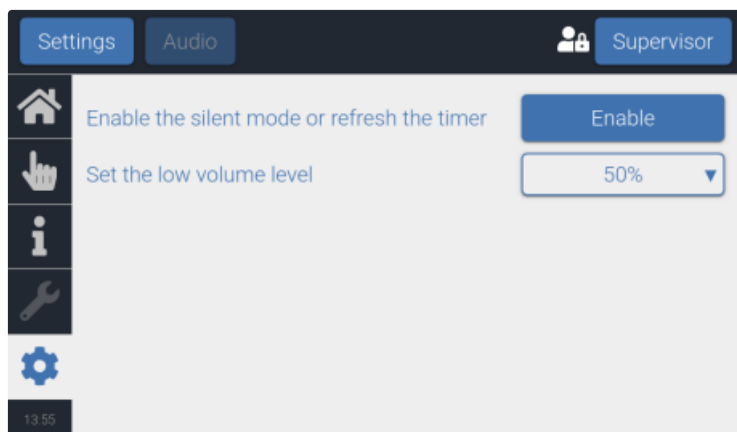 Settings
Audio
Supervisor
Enable the silent mode or refresh the timer
Enable
Set the low volume level
50%
13:55